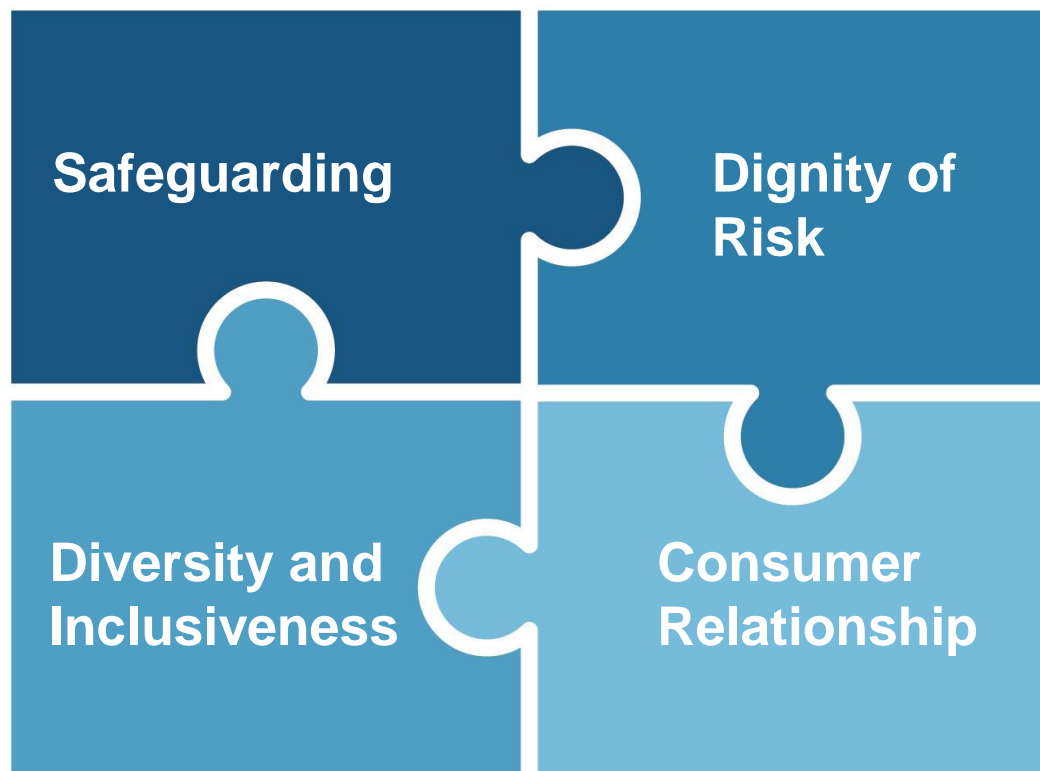 Safeguarding
Dignity of
Risk
Diversity and
Inclusiveness
Consumer
Relationship